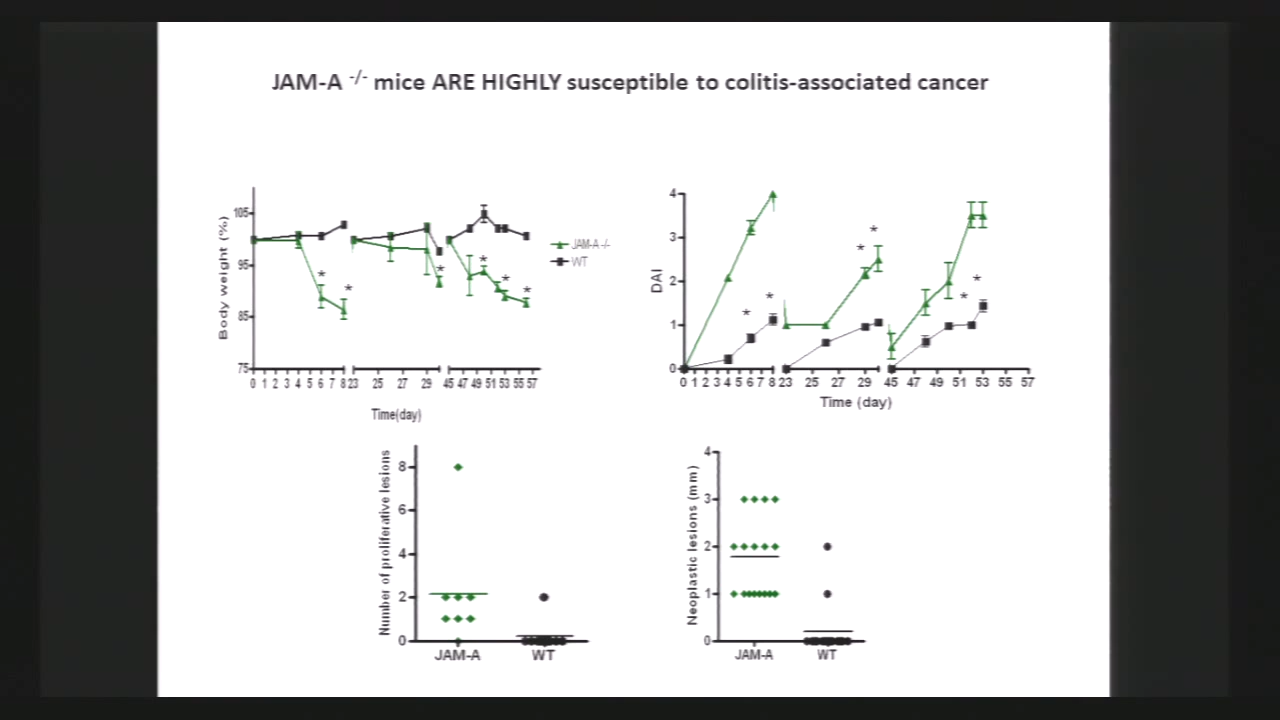 JAM-A -/- mice ARE HIGHLY susceptible to colitis-associated cancer
Body weight (%)
105
95
85
75
0 1 2 3 4 5 6 7 8 23 25 27 29 45 47 49 51 53 55 57
Time(day)
* * * * * *
JAM-A -/-
WT
DAI
4
3
2
1
0
0 1 2 3 4 5 6 7 8 23 25 27 29 45 47 49 51 53 55 57
Time (day)
* * * * * *
Number of proliferative lesions
8
6
4
2
0
JAM-A WT
Neoplastic lesions (mm)
4
3
2
1
0
JAM-A WT